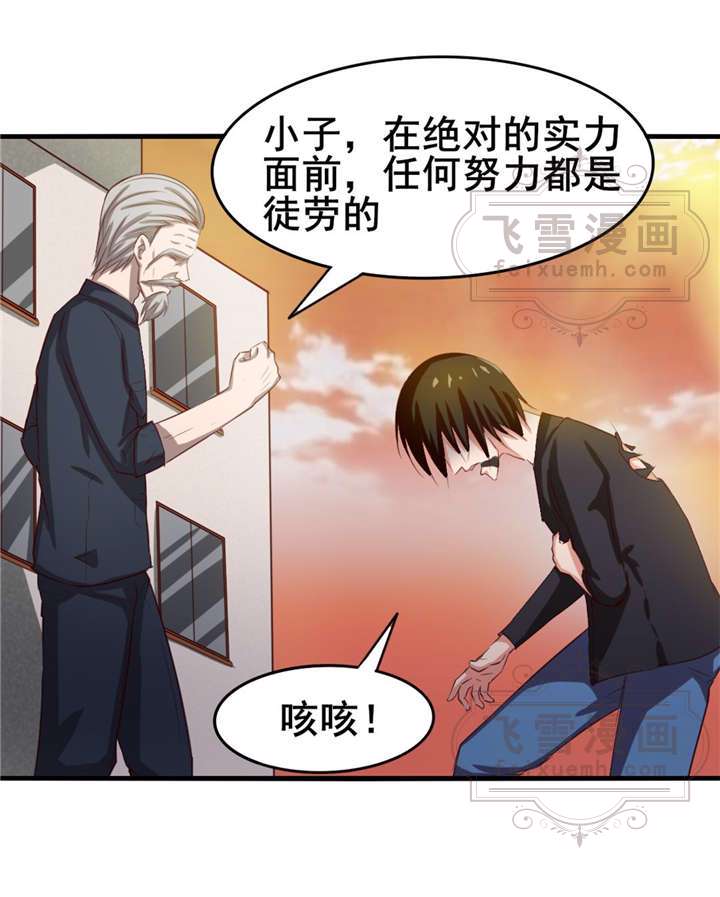 小子，在绝对的实力
面前，任何努力都是
徒劳的
飞雪漫画
feixuemh.com
咳咳！
飞雪漫画
feixuemh.com